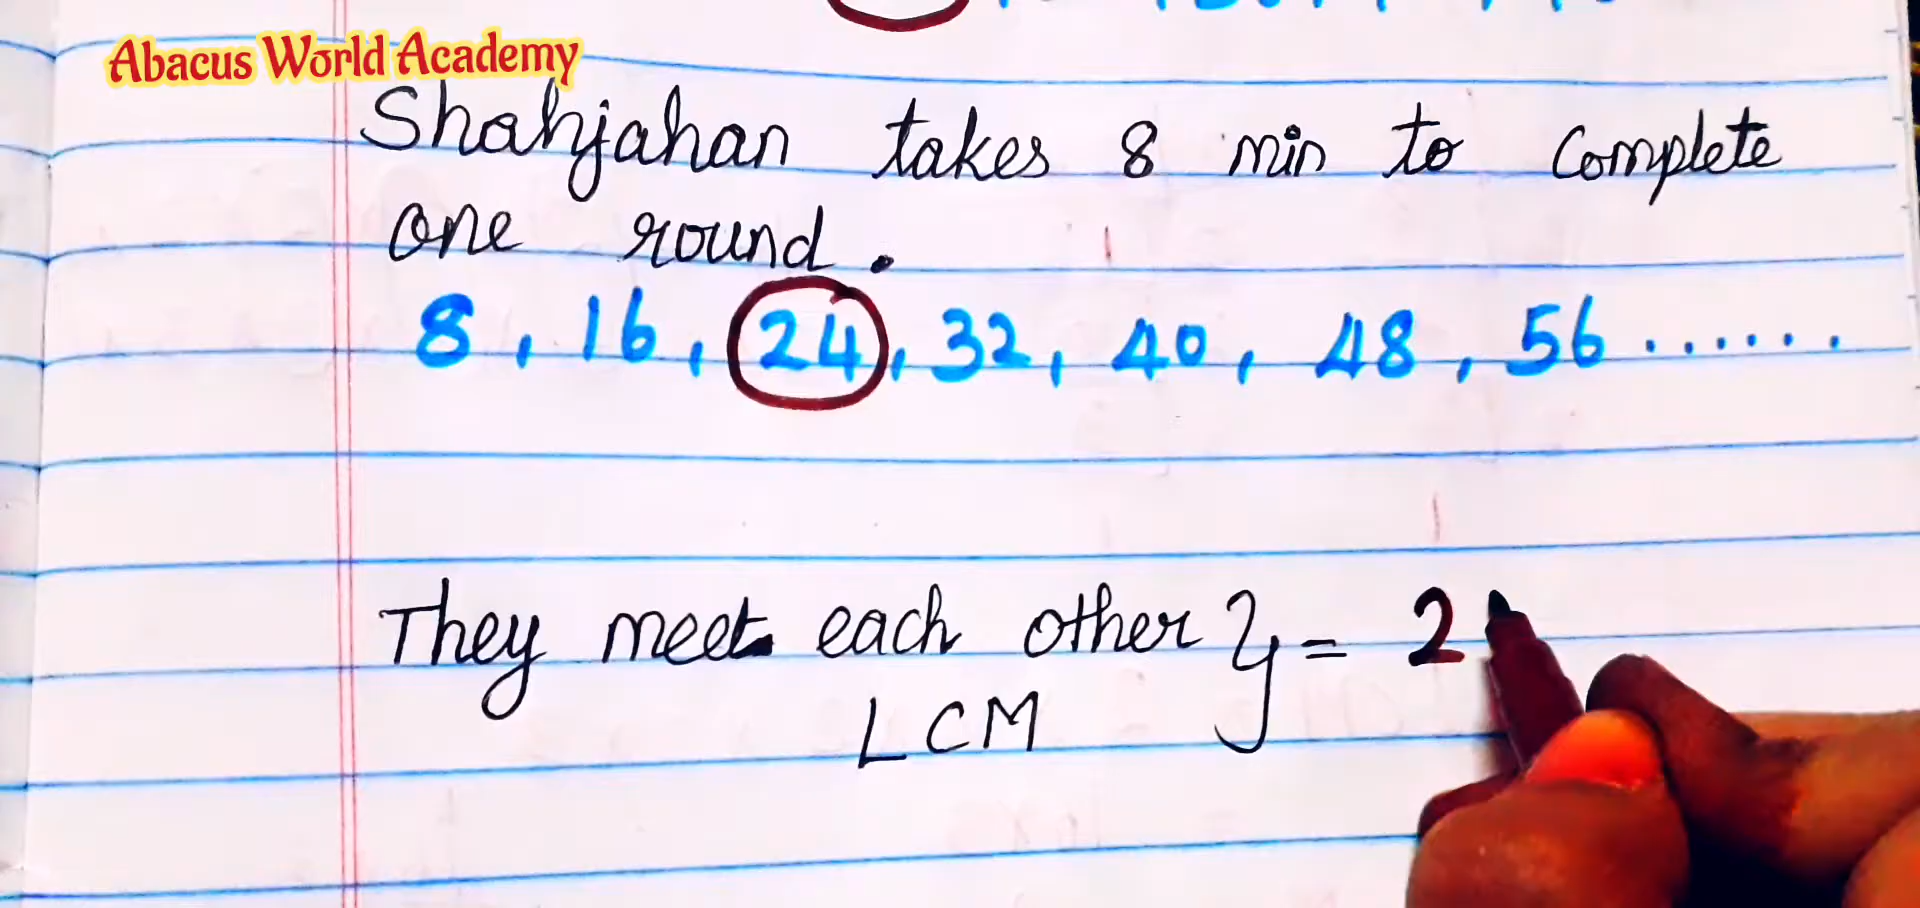 Abacus World Academy
Shahjahan takes 8 min to complete
one round.
8, 16, 24, 32, 40, 48, 56 ......
They meet each other } = 2
LCM